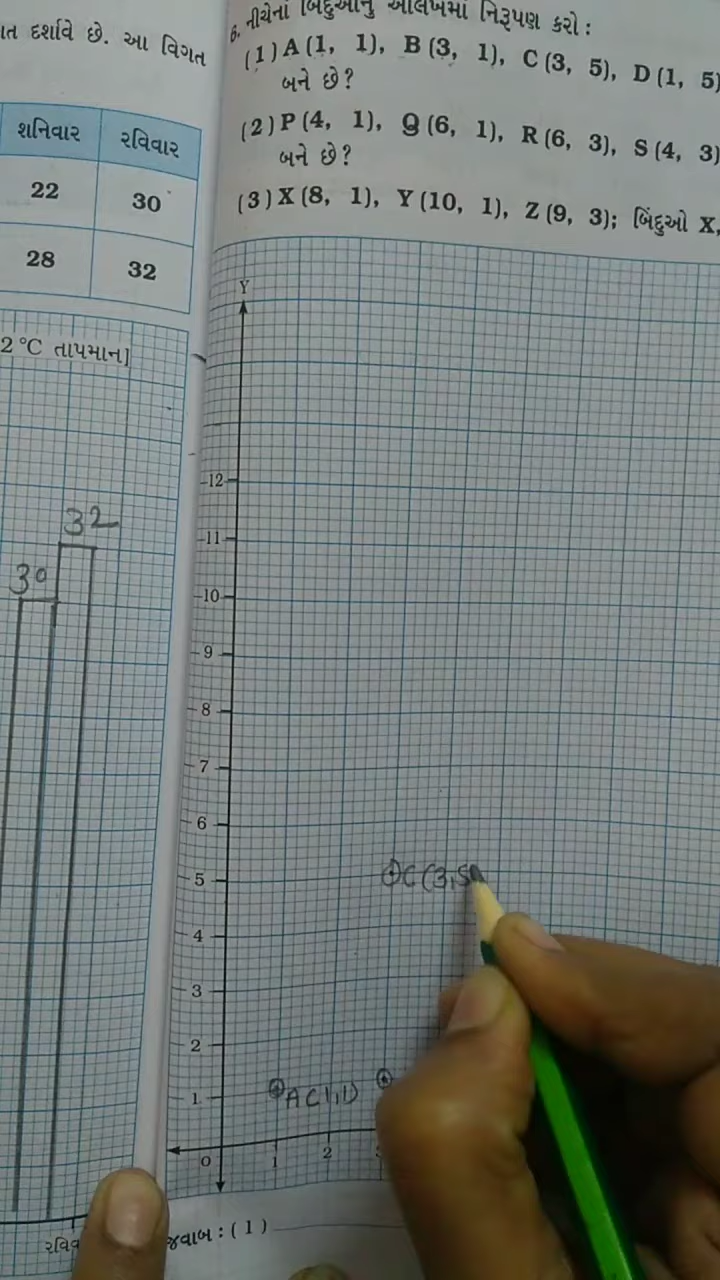 ગત દર્શાવે છે. આ વિગત
શનિવાર રવિવાર
22 30
28 32
2 °C તાપમાન]
32
30
6. નીચેનાં બિંદુઓનું આલેખમાં નિરૂપણ કરો :
(1) A (1, 1), B (3, 1), C (3, 5), D (1, 5)
બને છે?
(2) P (4, 1), Q (6, 1), R (6, 3), S (4, 3)
બને છે?
(3) X (8, 1), Y (10, 1), Z (9, 3); બિંદુઓ X,
Y
12
11
10
9
8
7
6
5 C (3,5
4
3
2
1 A (1,1)
0 1 2
જવાબ : (1)